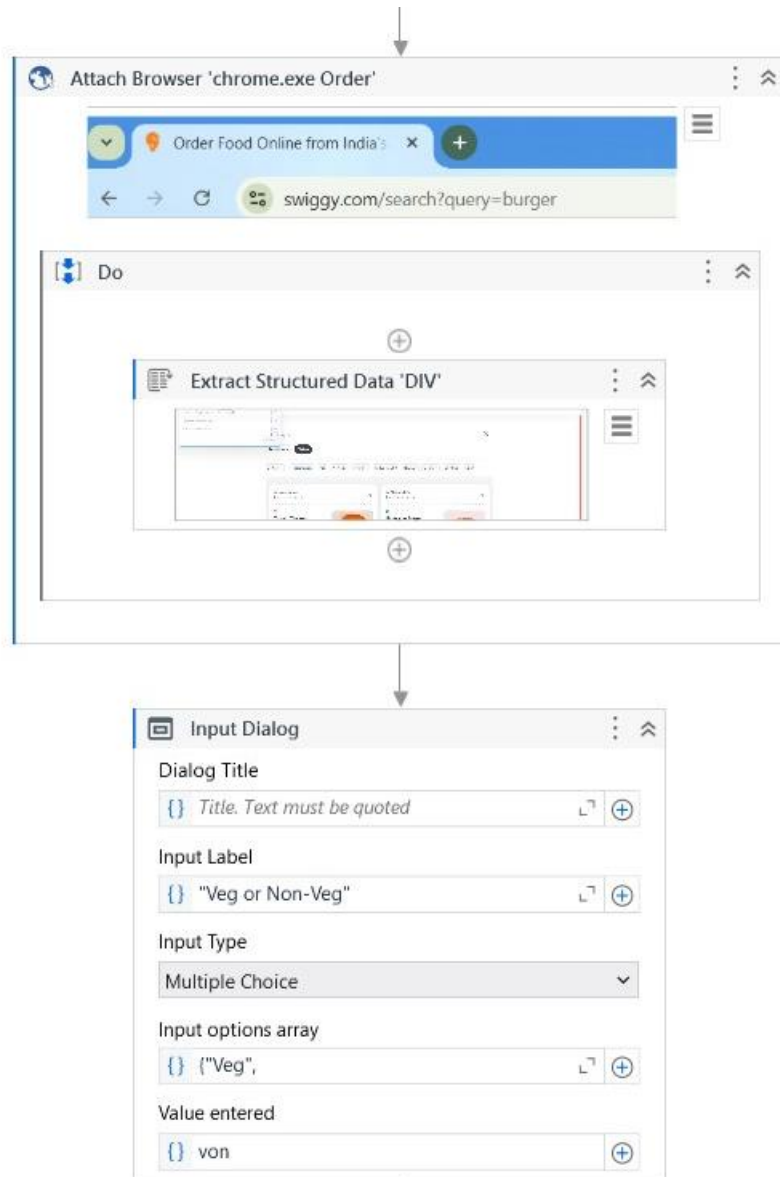 Attach Browser 'chrome.exe Order'
Order Food Online from India's
swiggy.com/search?query=burger
Do
Extract Structured Data 'DIV'
Input Dialog
Dialog Title
{} Title. Text must be quoted
Input Label
{} "Veg or Non-Veg"
Input Type
Multiple Choice
Input options array
{} {"Veg",
Value entered
{} von